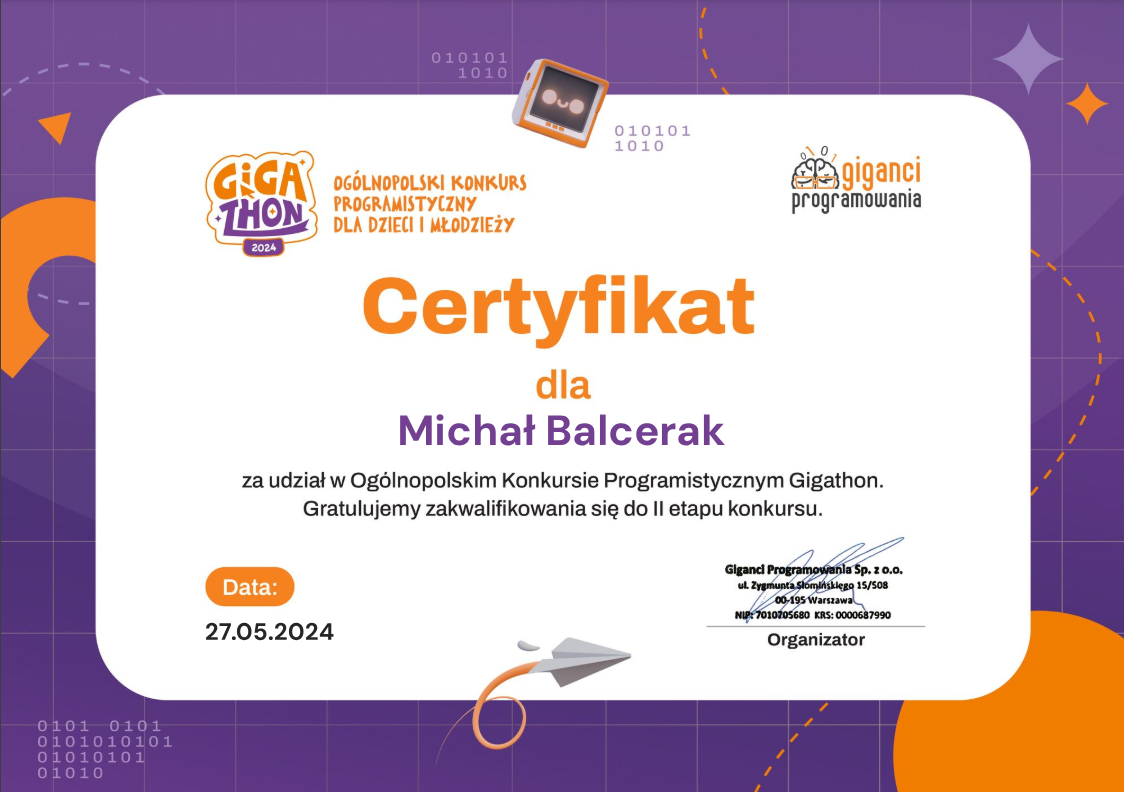 010101
1010
010101
1010
GIGA
THON
2024
OGÓLNOPOLSKI KONKURS
PROGRAMISTYCZNY
DLA DZIECI I MŁODZIEŻY
giganci
programowania
Certyfikat
dla
Michał Balcerak
za udział w Ogólnopolskim Konkursie Programistycznym Gigathon.
Gratulujemy zakwalifikowania się do II etapu konkursu.
Data:
27.05.2024
Giganci Programowania Sp. z o.o.
ul. Zygmunta Słomińskiego 15/508
00-195 Warszawa
NIP: 7010705680 KRS: 0000687990
Organizator
0101 0101
0101010101
01010101
01010